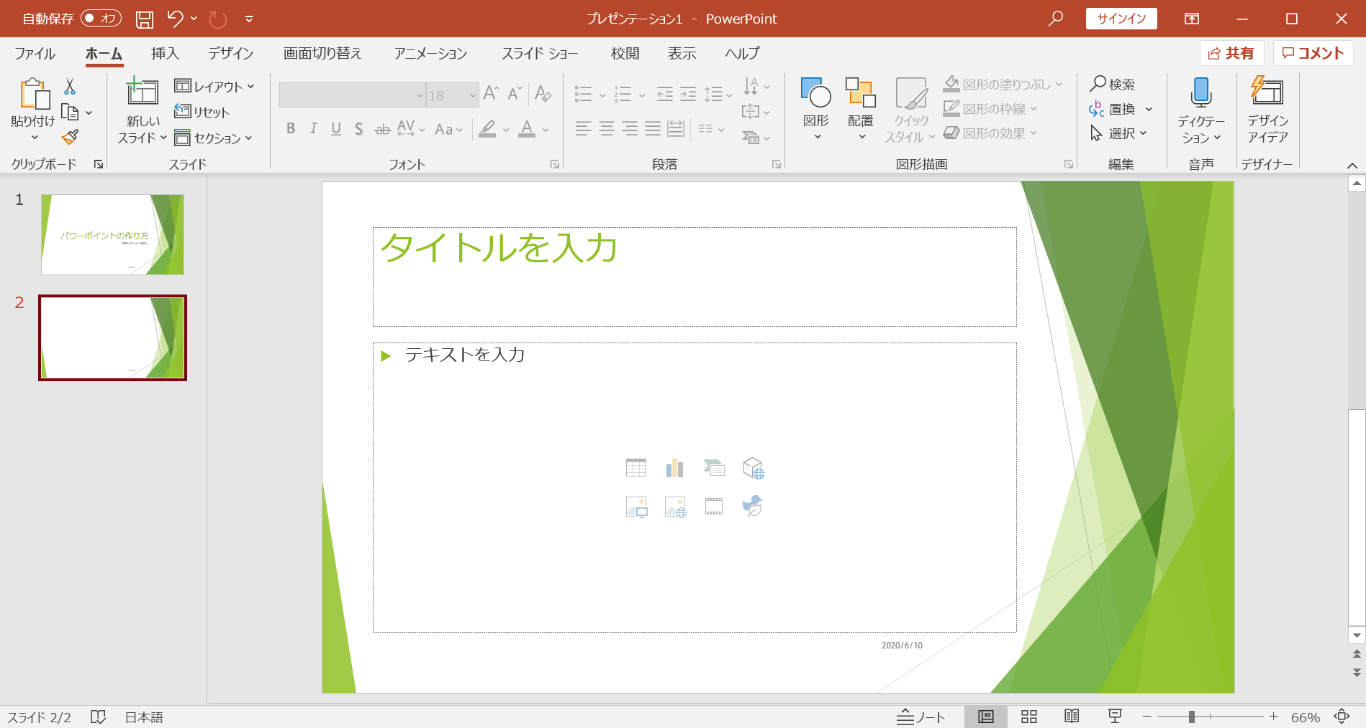 自動保存 オフ プレゼンテーション1 - PowerPoint サインイン
ファイル ホーム 挿入 デザイン 画面切り替え アニメーション スライド ショー 校閲 表示 ヘルプ 共有 コメント
貼り付け
新しい
スライド
レイアウト
リセット
セクション
18
B I U S ab AV Aa A
図形
配置
クイック
スタイル
図形の塗りつぶし
図形の枠線
図形の効果
検索
置換
選択
ディクテー
ション
デザイン
アイデア
クリップボード スライド フォント 段落 図形描画 編集 音声 デザイナー
1
パワーポイントの作り方
2
タイトルを入力
テキストを入力
2020/6/10
スライド 2/2 日本語 ノート 66%